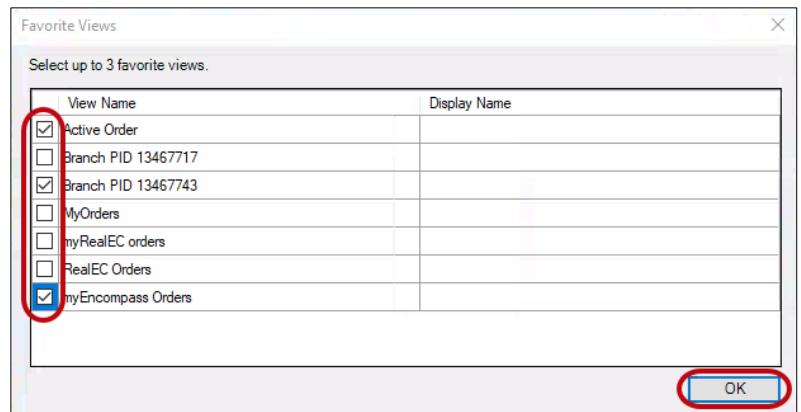 Favorite Views
Select up to 3 favorite views.
View Name Display Name
Active Order
Branch PID 13467717
Branch PID 13467743
MyOrders
myRealEC orders
RealEC Orders
myEncompass Orders
OK